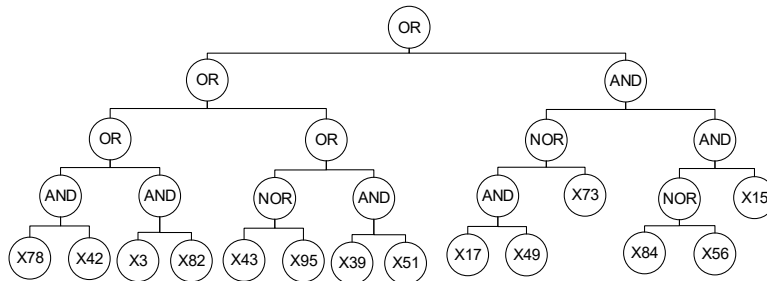 OR
OR AND
OR OR NOR AND
AND AND NOR AND AND X73 NOR X15
X78 X42 X3 X82 X43 X95 X39 X51 X17 X49 X84 X56